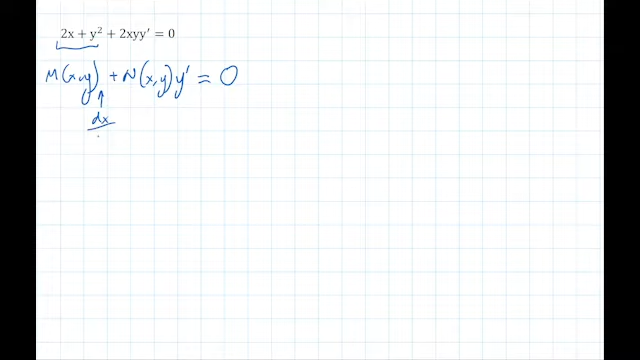 2x + y² + 2xyy′ = 0
M(x,y) + N(x,y)y' = 0
dx